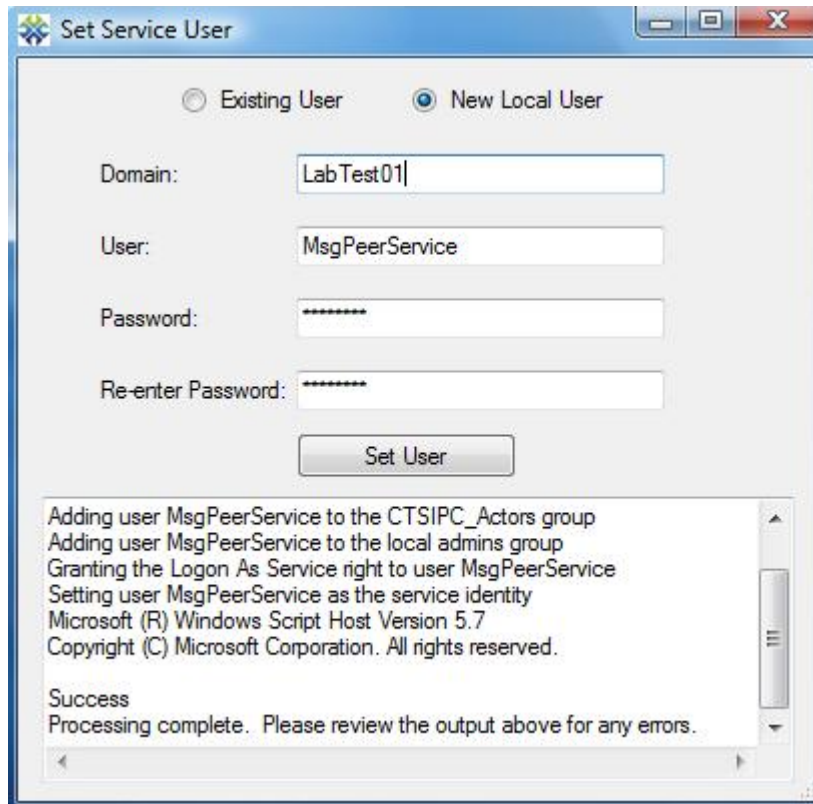 Set Service User
Existing User New Local User
Domain: LabTest01
User: MsgPeerService
Password: ********
Re-enter Password: ********
Set User
Adding user MsgPeerService to the CTSIPC_Actors group
Adding user MsgPeerService to the local admins group
Granting the Logon As Service right to user MsgPeerService
Setting user MsgPeerService as the service identity
Microsoft (R) Windows Script Host Version 5.7
Copyright (C) Microsoft Corporation. All rights reserved.
Success
Processing complete.  Please review the output above for any errors.